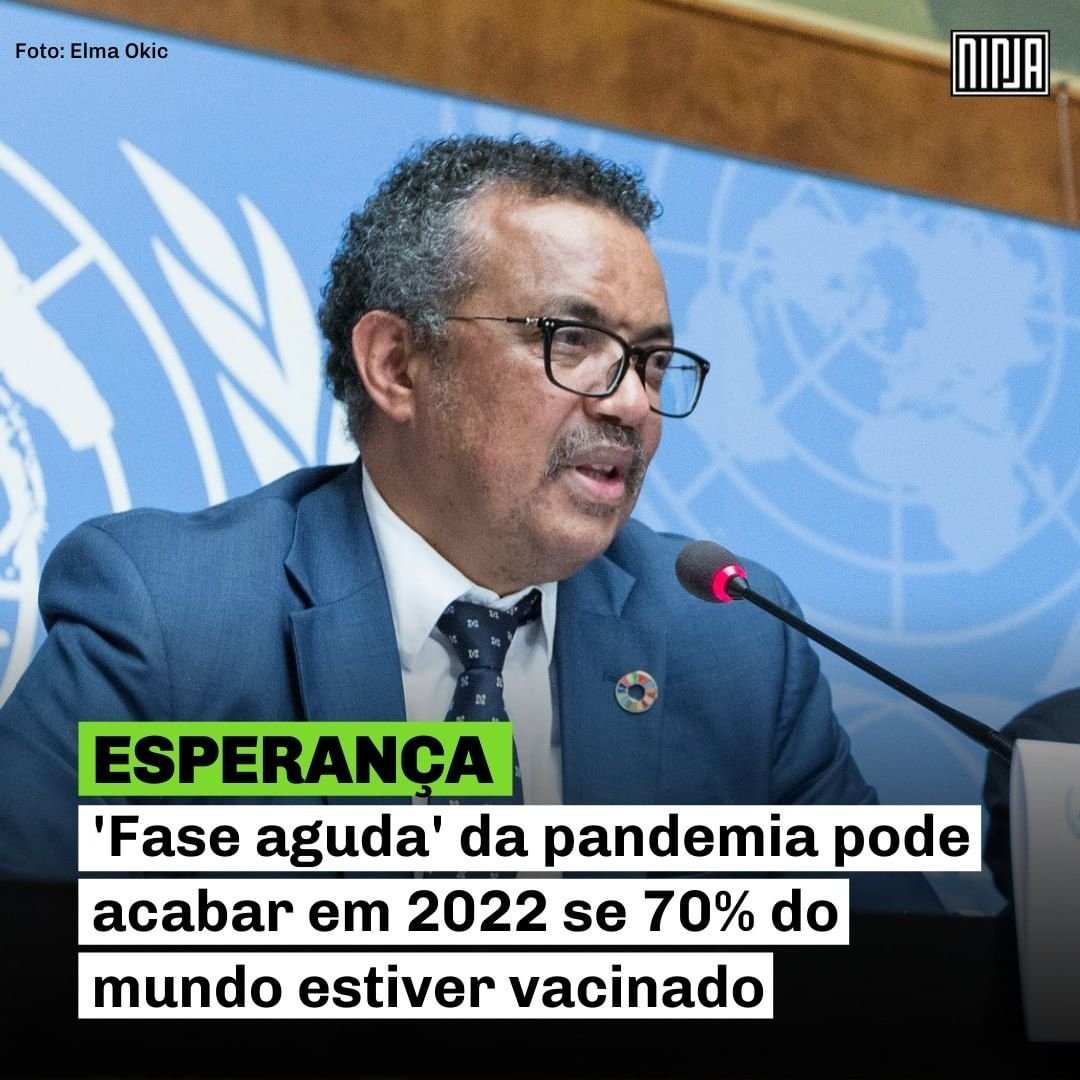 Foto: Elma Okic
NINJA
ESPERANÇA
'Fase aguda' da pandemia pode
acabar em 2022 se 70% do
mundo estiver vacinado